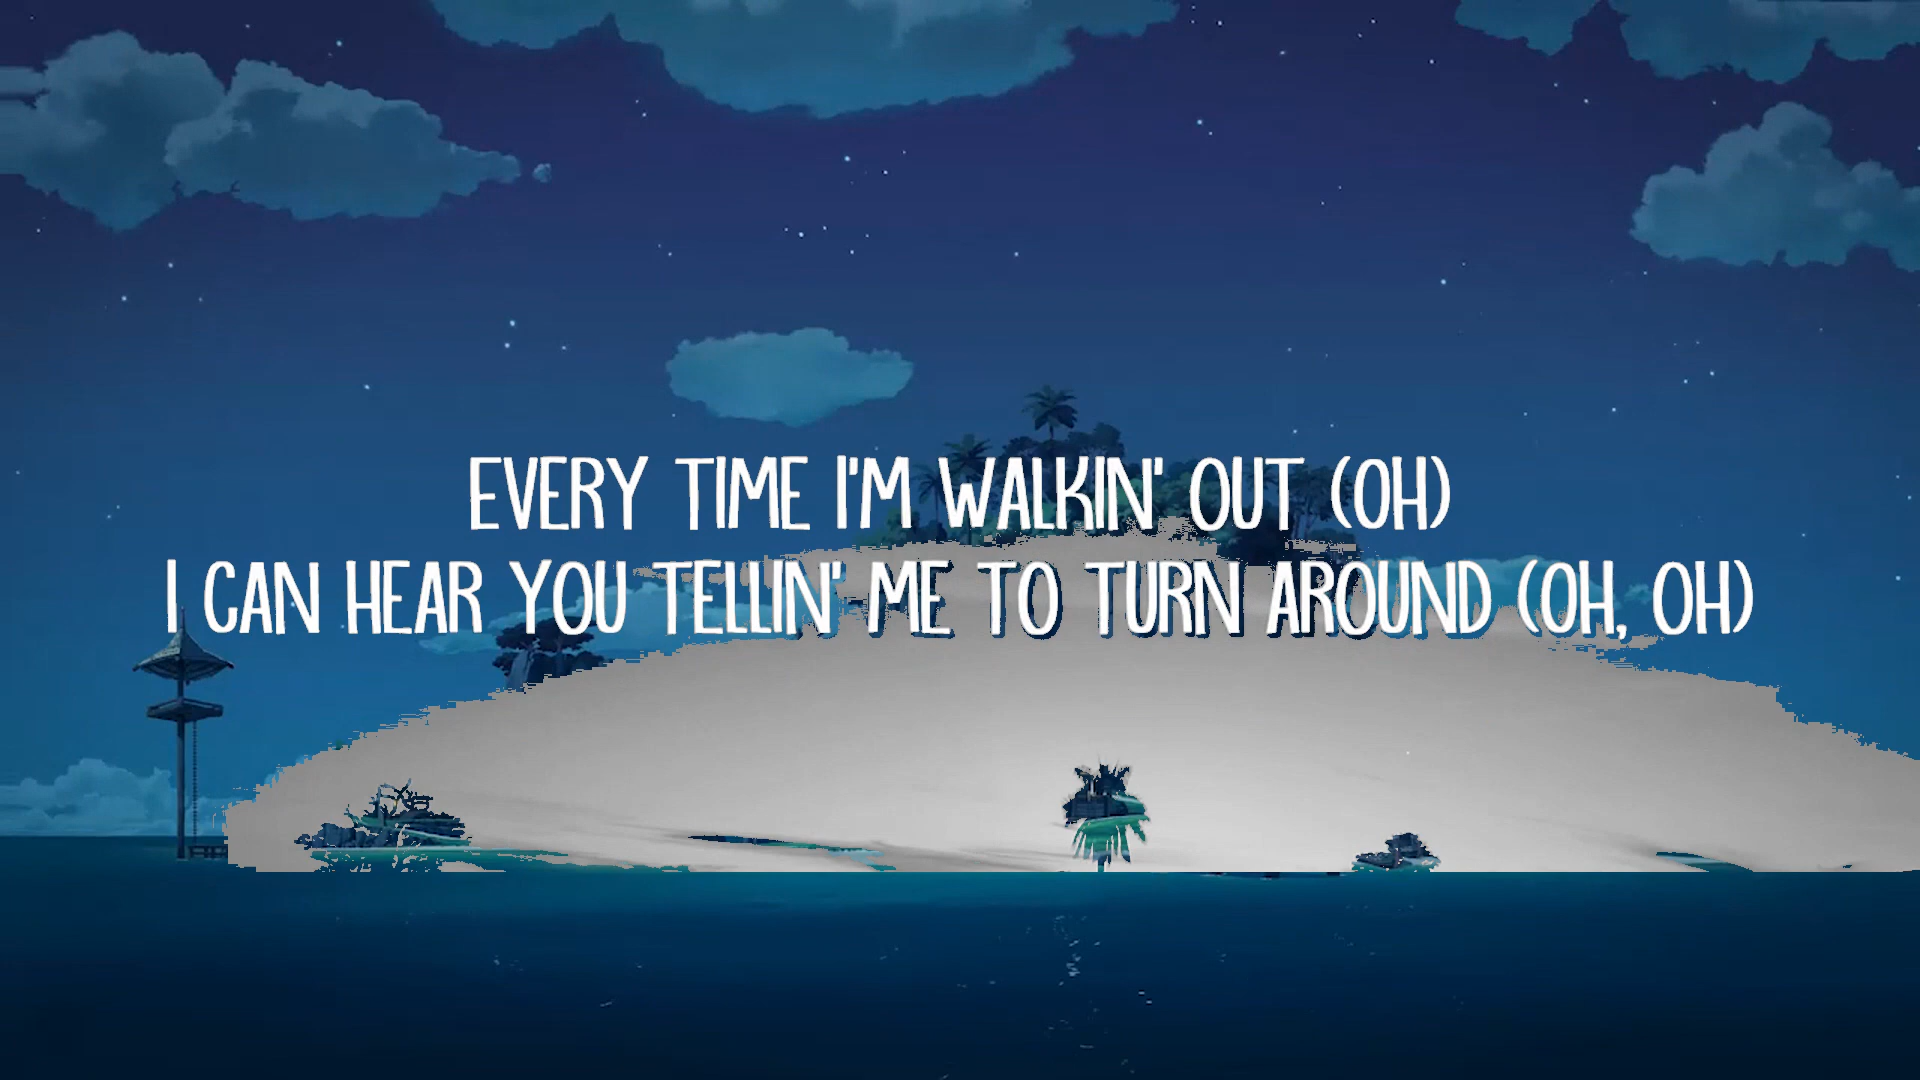 EVERY TIME I'M WALKIN' OUT (OH)
I CAN HEAR YOU TELLIN' ME TO TURN AROUND (OH, OH)